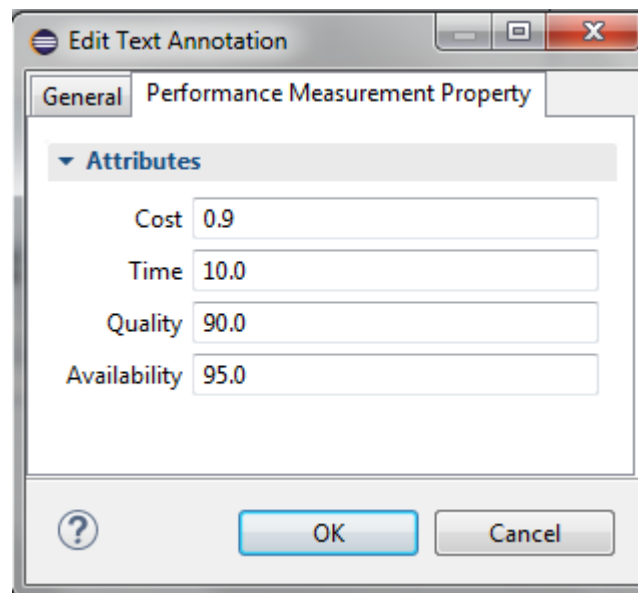 Edit Text Annotation
General Performance Measurement Property
Attributes
Cost 0.9
Time 10.0
Quality 90.0
Availability 95.0
? OK Cancel